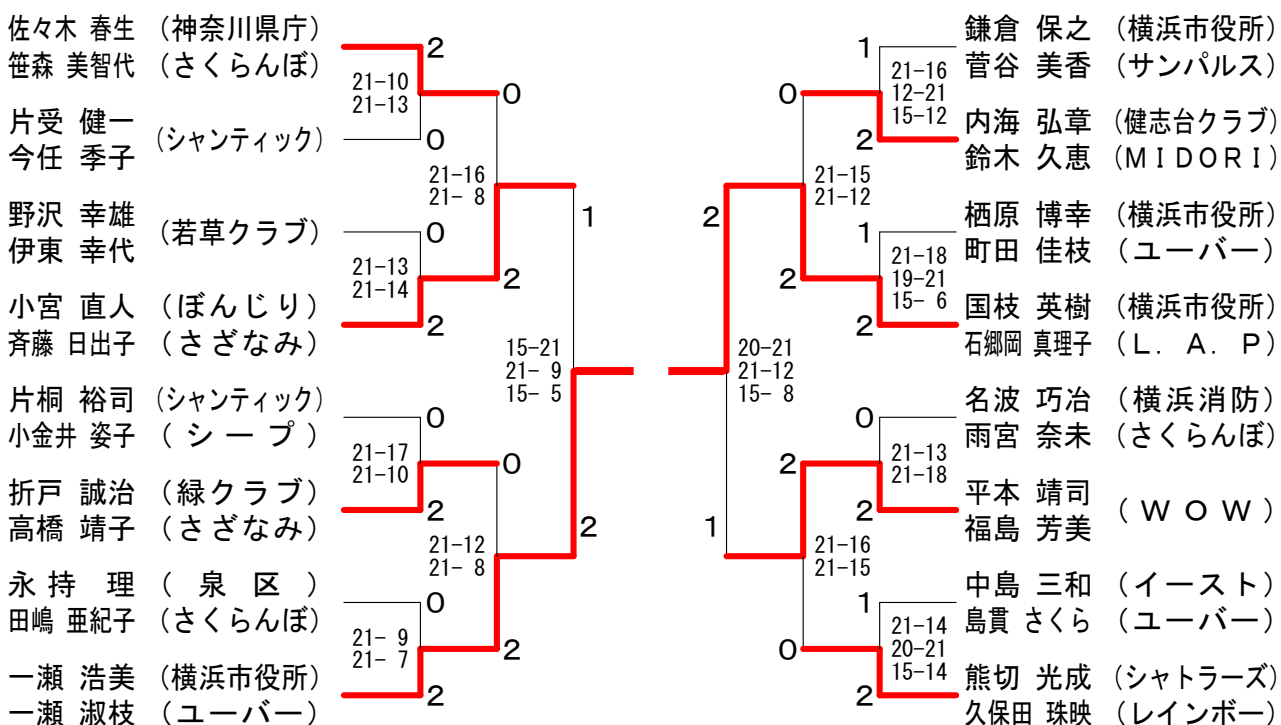 佐々木 春生 (神奈川県庁)
笹森 美智代 (さくらんぼ)
2
21-10
21-13
0
片受 健一
今任 季子
(シャンティック)
0
21-16
21- 8
1
野沢 幸雄
伊東 幸代
(若草クラブ)
0
21-13
21-14
2
小宮 直人 (ぼんじり)
斉藤 日出子 (さざなみ)
2
15-21
21- 9
15- 5
片桐 裕司 (シャンティック)
小金井 姿子 (シープ)
0
21-17
21-10
0
折戸 誠治 (緑クラブ)
高橋 靖子 (さざなみ)
2
21-12
21- 8
2
永持 理 (泉区)
田嶋 亜紀子 (さくらんぼ)
0
21- 9
21- 7
2
一瀬 浩美 (横浜市役所)
一瀬 淑枝 (ユーバー)
2
鎌倉 保之 (横浜市役所)
菅谷 美香 (サンパルス)
1
21-16
12-21
15-12
0
内海 弘章 (健志台クラブ)
鈴木 久恵 (MIDORI)
2
21-15
21-12
2
栖原 博幸 (横浜市役所)
町田 佳枝 (ユーバー)
1
21-18
19-21
15- 6
2
国枝 英樹 (横浜市役所)
石郷岡 真理子 (L. A. P)
2
20-21
21-12
15- 8
名波 巧冶 (横浜消防)
雨宮 奈未 (さくらんぼ)
0
21-13
21-18
2
平本 靖司
福島 芳美
(WOW)
2
21-16
21-15
1
中島 三和 (イースト)
島貫 さくら (ユーバー)
1
21-14
20-21
15-14
0
熊切 光成 (シャトラーズ)
久保田 珠映 (レインボー)
2